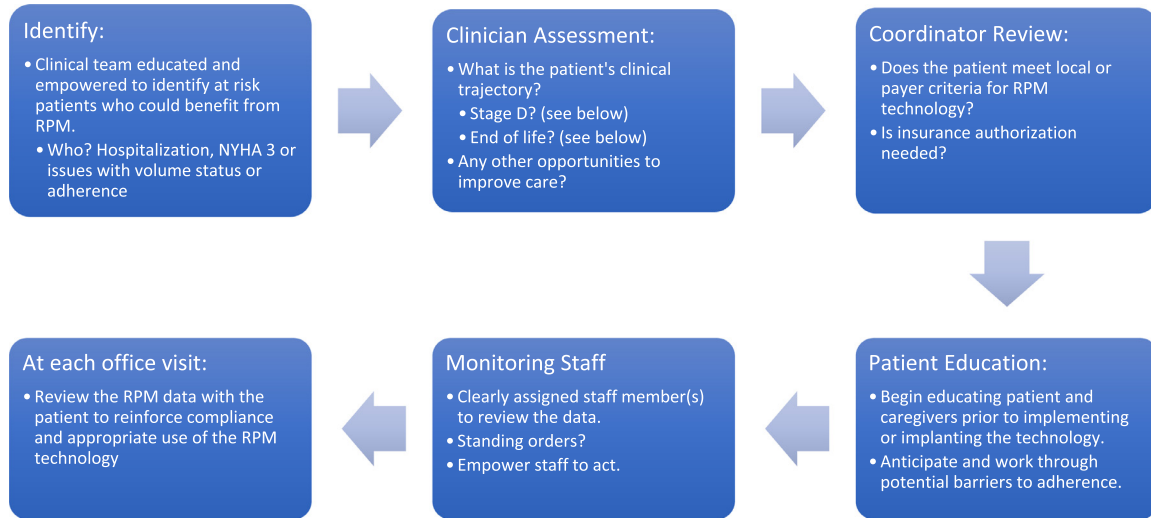 Identify:
• Clinical team educated and
empowered to identify at risk
patients who could benefit from
RPM.
• Who? Hospitalization, NYHA 3 or
issues with volume status or
adherence
Clinician Assessment:
• What is the patient's clinical
trajectory?
• Stage D? (see below)
• End of life? (see below)
• Any other opportunities to
improve care?
Coordinator Review:
• Does the patient meet local or
payer criteria for RPM
technology?
• Is insurance authorization
needed?
Patient Education:
• Begin educating patient and
caregivers prior to implementing
or implanting the technology.
• Anticipate and work through
potential barriers to adherence.
Monitoring Staff
• Clearly assigned staff member(s)
to review the data.
• Standing orders?
• Empower staff to act.
At each office visit:
• Review the RPM data with the
patient to reinforce compliance
and appropriate use of the RPM
technology